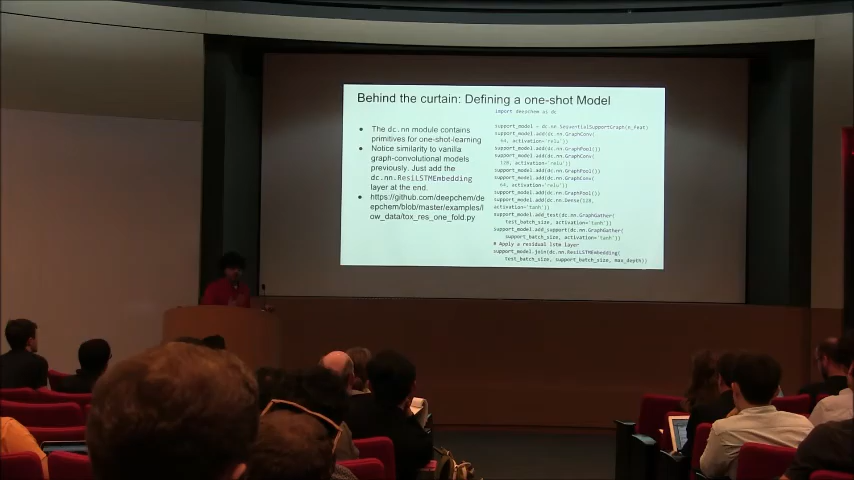 Behind the curtain: Defining a one-shot Model
● The dc.nn module contains
primitives for one-shot-learning
● Notice similarity to vanilla
graph-convolutional models
previously. Just add the
dc.nn.ResiLSTMEmbedding
layer at the end.
● https://github.com/deepchem/de
epchem/blob/master/examples/l
ow_data/tox_res_one_fold.py
import deepchem as dc
support_model = dc.nn.SequentialSupportGraph(n_feat)
support_model.add(dc.nn.GraphConv(
64, activation='relu'))
support_model.add(dc.nn.GraphPool())
support_model.add(dc.nn.GraphConv(
128, activation='relu'))
support_model.add(dc.nn.GraphPool())
support_model.add(dc.nn.GraphConv(
64, activation='relu'))
support_model.add(dc.nn.GraphPool())
support_model.add(dc.nn.Dense(128,
activation='tanh'))
support_model.add_test(dc.nn.GraphGather(
test_batch_size, activation='tanh'))
support_model.add_support(dc.nn.GraphGather(
support_batch_size, activation='tanh'))
# Apply a residual lstm layer
support_model.join(dc.nn.ResiLSTMEmbedding(
test_batch_size, support_batch_size, max_depth))